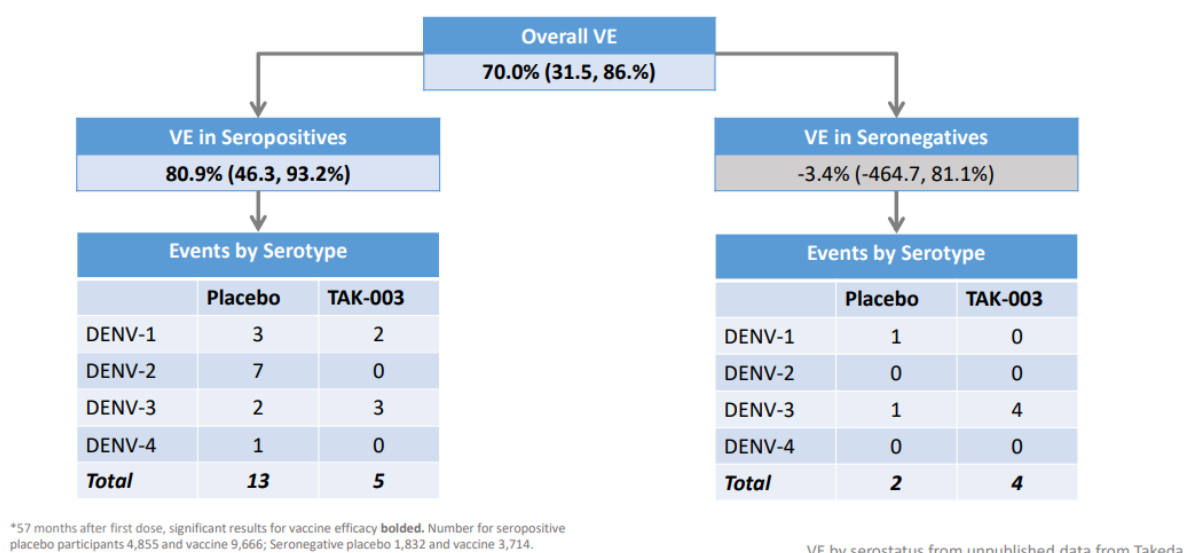 Overall VE
70.0% (31.5, 86.%)
VE in Seropositives
80.9% (46.3, 93.2%)
VE in Seronegatives
-3.4% (-464.7, 81.1%)
Events by Serotype
Placebo TAK-003
DENV-1 3 2
DENV-2 7 0
DENV-3 2 3
DENV-4 1 0
Total 13 5
Events by Serotype
Placebo TAK-003
DENV-1 1 0
DENV-2 0 0
DENV-3 1 4
DENV-4 0 0
Total 2 4
*57 months after first dose, significant results for vaccine efficacy bolded. Number for seropositive
placebo participants 4,855 and vaccine 9,666; Seronegative placebo 1,832 and vaccine 3,714.
VE by serostatus from unpublished data from Takeda